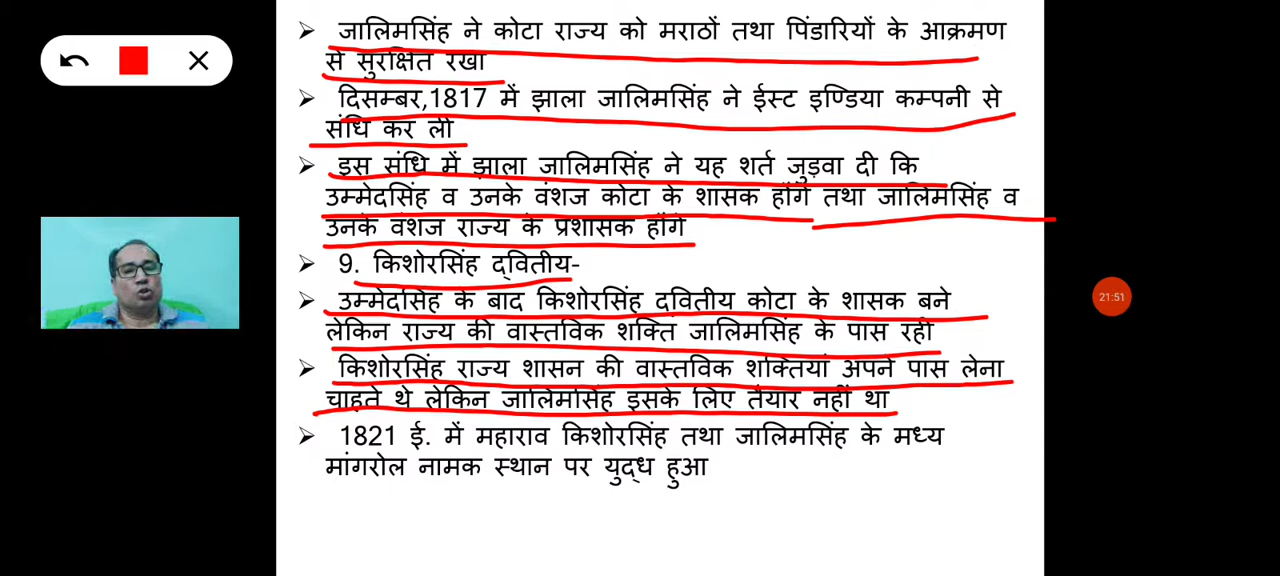 ➢ जालिमसिंह ने कोटा राज्य को मराठों तथा पिंडारियों के आक्रमण
से सुरक्षित रखा
➢ दिसम्बर,1817 में झाला जालिमसिंह ने ईस्ट इण्डिया कम्पनी से
संधि कर ली
➢ इस संधि में झाला जालिमसिंह ने यह शर्त जुड़वा दी कि
उम्मेदसिंह व उनके वंशज कोटा के शासक होंगे तथा जालिमसिंह व
उनके वंशज राज्य के प्रशासक होंगे
➢ 9. किशोरसिंह द्वितीय-
➢ उम्मेदसिंह के बाद किशोरसिंह दवितीय कोटा के शासक बने
लेकिन राज्य की वास्तविक शक्ति जालिमसिंह के पास रही
➢ किशोरसिंह राज्य शासन की वास्तविक शक्तियां अपने पास लेना
चाहते थे लेकिन जालिमसिंह इसके लिए तैयार नहीं था
➢ 1821 ई. में महाराव किशोरसिंह तथा जालिमसिंह के मध्य
मांगरोल नामक स्थान पर युद्ध हुआ
21:51